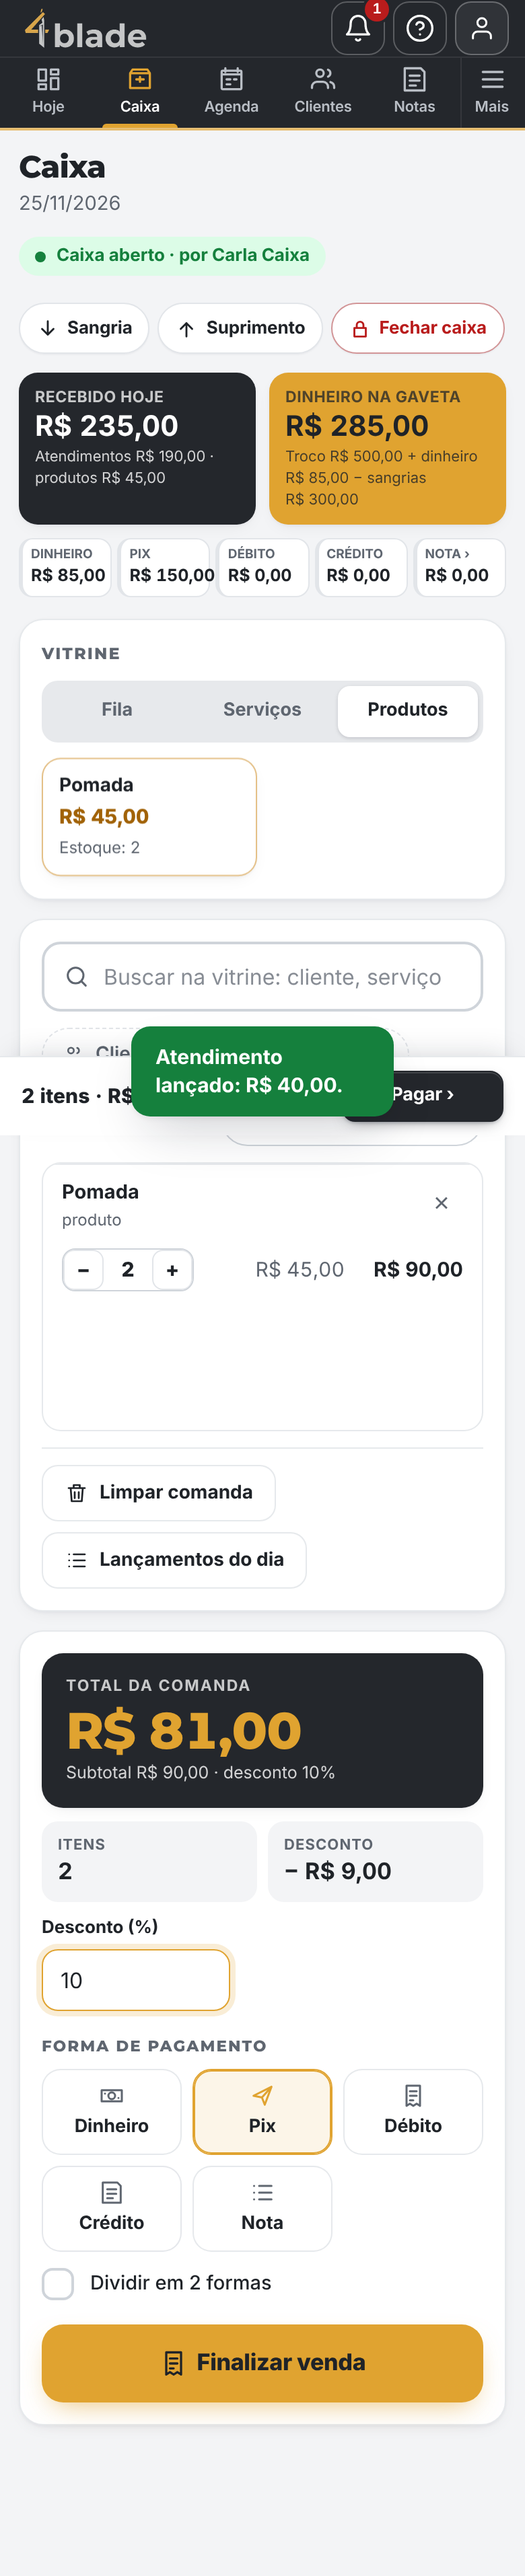 4blade
1
Hoje
Caixa
Agenda
Clientes
Notas
Mais
Caixa
25/11/2026
Caixa aberto · por Carla Caixa
Sangria
Suprimento
Fechar caixa
RECEBIDO HOJE
R$ 235,00
Atendimentos R$ 190,00 ·
produtos R$ 45,00
DINHEIRO NA GAVETA
R$ 285,00
Troco R$ 500,00 + dinheiro
R$ 85,00 − sangrias
R$ 300,00
DINHEIRO
R$ 85,00
PIX
R$ 150,00
DÉBITO
R$ 0,00
CRÉDITO
R$ 0,00
NOTA ›
R$ 0,00
VITRINE
Fila
Serviços
Produtos
Pomada
R$ 45,00
Estoque: 2
Buscar na vitrine: cliente, serviço
Atendimento
lançado: R$ 40,00.
2 itens · R$
Pagar ›
Pomada
produto
×
−
2
+
R$ 45,00
R$ 90,00
Limpar comanda
Lançamentos do dia
TOTAL DA COMANDA
R$ 81,00
Subtotal R$ 90,00 · desconto 10%
ITENS
2
DESCONTO
− R$ 9,00
Desconto (%)
10
FORMA DE PAGAMENTO
Dinheiro
Pix
Débito
Crédito
Nota
Dividir em 2 formas
Finalizar venda